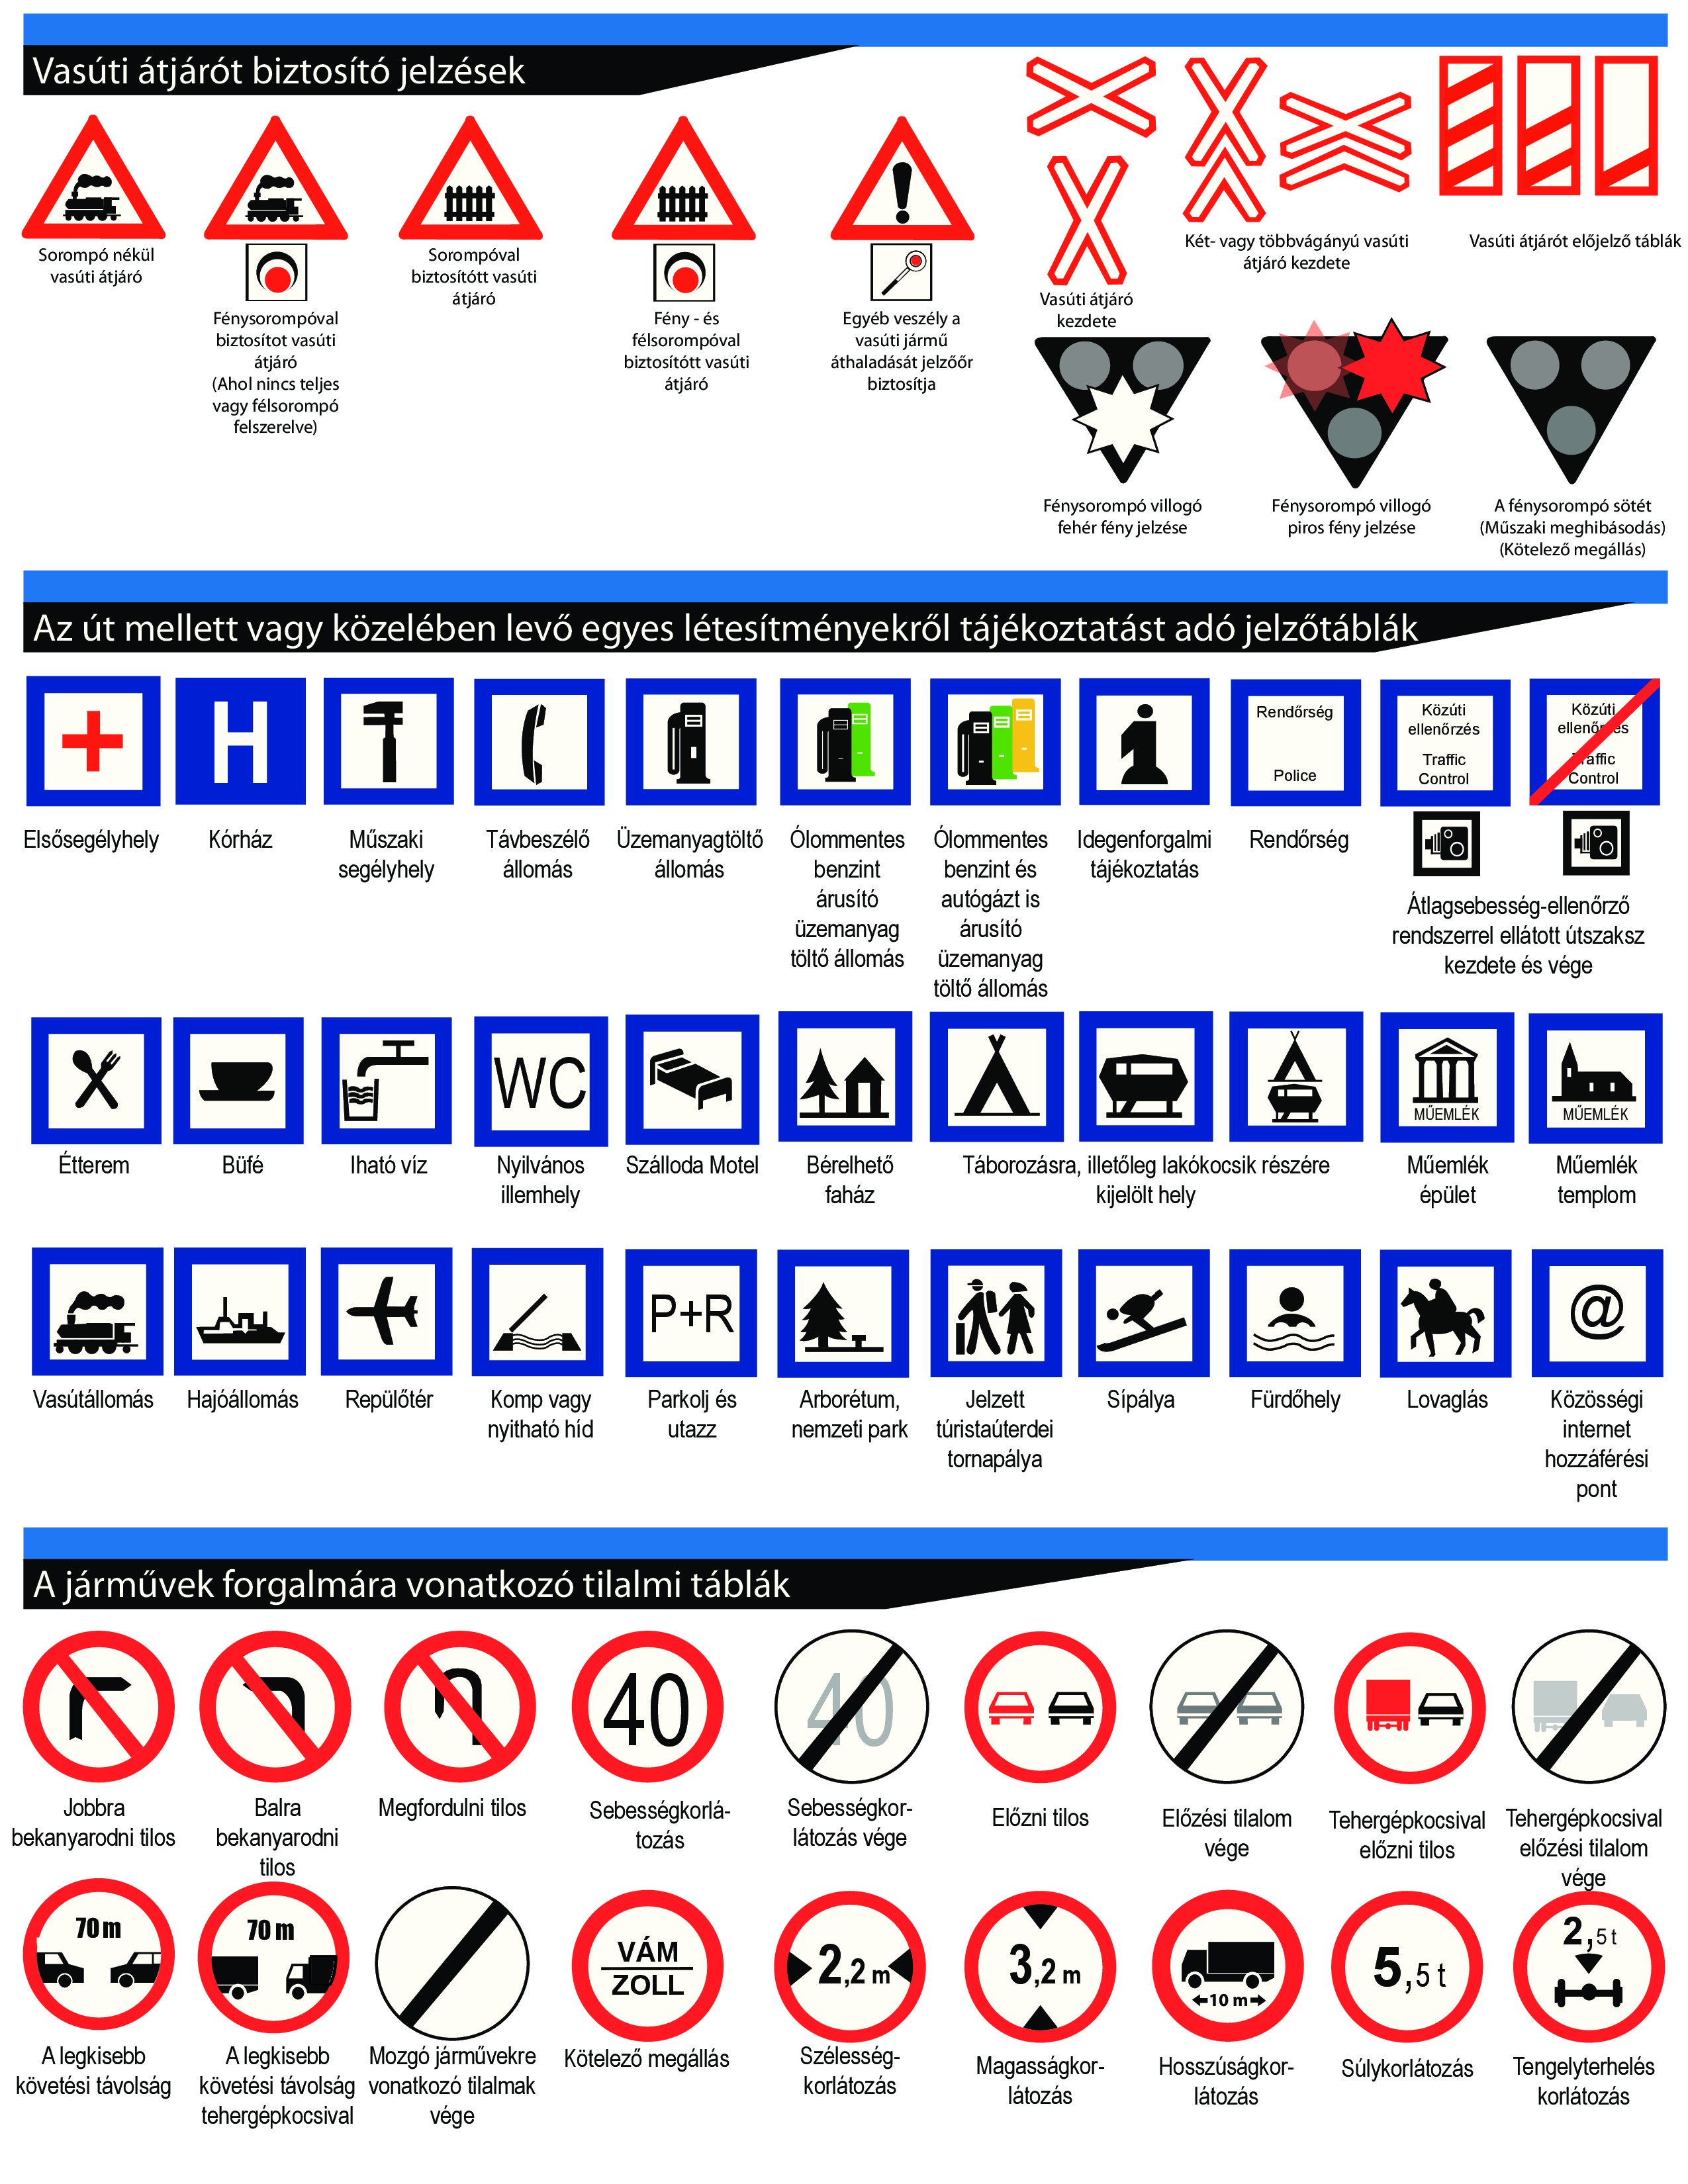 Vasúti átjárót biztosító jelzések
Sorompó nékül
vasúti átjáró
Fénysorompóval
biztosítot vasúti
átjáró
(Ahol nincs teljes
vagy félsorompó
felszerelve)
Sorompóval
biztosított vasúti
átjáró
Fény - és
félsorompóval
biztosított vasúti
átjáró
Egyéb veszély a
vasúti jármű
áthaladását jelzőőr
biztosítja
Vasúti átjáró
kezdete
Két- vagy többvágányú vasúti
átjáró kezdete
Vasúti átjárót előjelző táblák
Fénysorompó villogó
fehér fény jelzése
Fénysorompó villogó
piros fény jelzése
A fénysorompó sötét
(Műszaki meghibásodás)
(Kötelező megállás)
Az út mellett vagy közelében levő egyes létesítményekről tájékoztatást adó jelzőtáblák
H
Rendőrség
Police
Közúti
ellenőrzés
Traffic
Control
Közúti
ellenőrzés
Traffic
Control
Elsősegélyhely
Kórház
Műszaki
segélyhely
Távbeszélő
állomás
Üzemanyagtöltő
állomás
Ólommentes
benzint
árusító
üzemanyag
töltő állomás
Ólommentes
benzint és
autógázt is
árusító
üzemanyag
töltő állomás
Idegenforgalmi
tájékoztatás
Rendőrség
Átlagsebesség-ellenőrző
rendszerrel ellátott útszaksz
kezdete és vége
WC
MŰEMLÉK
MŰEMLÉK
Étterem
Büfé
Iható víz
Nyilvános
illemhely
Szálloda Motel
Bérelhető
faház
Táborozásra, illetőleg lakókocsik részére
kijelölt hely
Műemlék
épület
Műemlék
templom
P+R
@
Vasútállomás
Hajóállomás
Repülőtér
Komp vagy
nyitható híd
Parkolj és
utazz
Arborétum,
nemzeti park
Jelzett
túristaúterdei
tornapálya
Sípálya
Fürdőhely
Lovaglás
Közösségi
internet
hozzáférési
pont
A járművek forgalmára vonatkozó tilalmi táblák
40
40
Jobbra
bekanyarodni tilos
Balra
bekanyarodni
tilos
Megfordulni tilos
Sebességkorlá-
tozás
Sebességkor-
látozás vége
Előzni tilos
Előzési tilalom
vége
Tehergépkocsival
előzni tilos
Tehergépkocsival
előzési tilalom
vége
70 m
70 m
VÁM
ZOLL
2,2 m
3,2 m
10 m
5,5 t
2,5 t
A legkisebb
követési távolság
A legkisebb
követési távolság
tehergépkocsival
Mozgó járművekre
vonatkozó tilalmak
vége
Kötelező megállás
Szélesség-
korlátozás
Magasságkor-
látozás
Hosszúságkor-
látozás
Súlykorlátozás
Tengelyterhelés
korlátozás